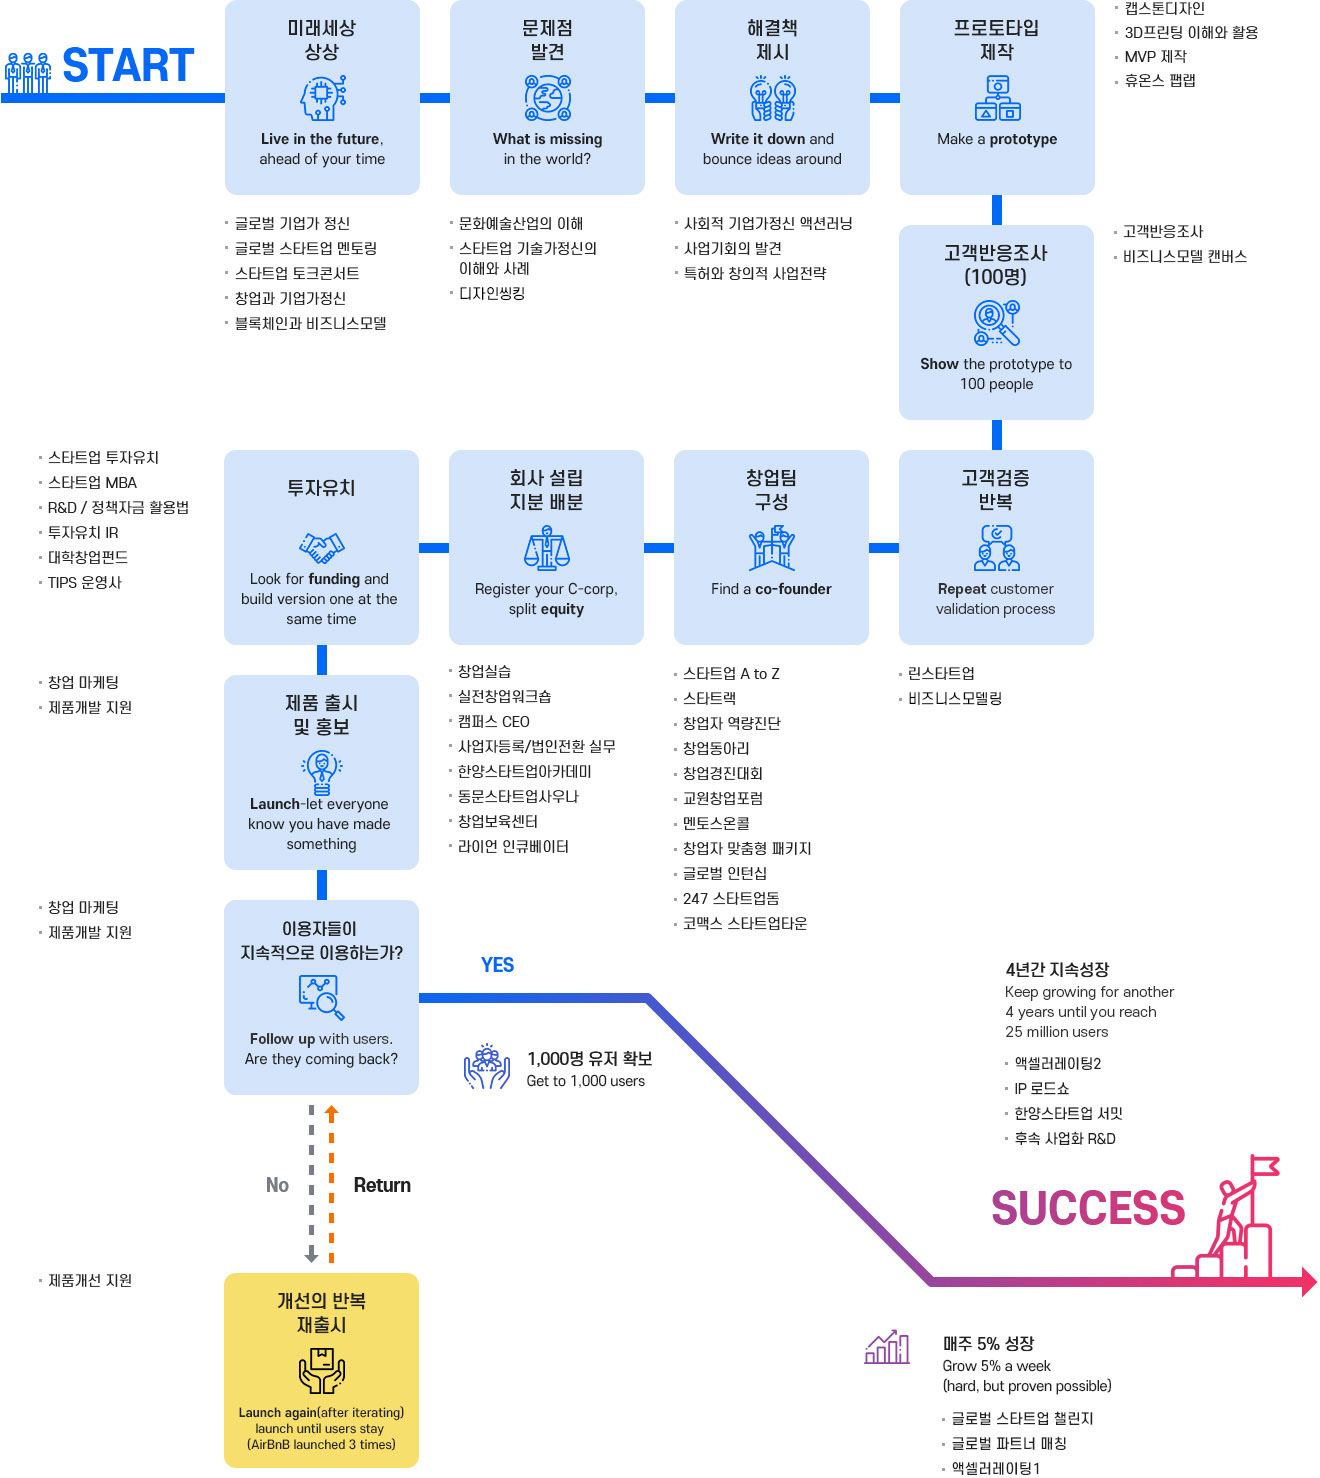 START
미래세상
상상
Live in the future,
ahead of your time
문제점
발견
What is missing
in the world?
해결책
제시
Write it down and
bounce ideas around
프로토타입
제작
Make a prototype
캡스톤디자인
3D프린팅 이해와 활용
MVP 제작
휴온스 팹랩
글로벌 기업가 정신
글로벌 스타트업 멘토링
스타트업 토크콘서트
창업과 기업가정신
블록체인과 비즈니스모델
문화예술산업의 이해
스타트업 기술가정신의
이해와 사례
디자인씽킹
사회적 기업가정신 액션러닝
사업기회의 발견
특허와 창의적 사업전략
고객반응조사
(100명)
Show the prototype to
100 people
고객반응조사
비즈니스모델 캔버스
스타트업 투자유치
스타트업 MBA
R&D / 정책자금 활용법
투자유치 IR
대학창업펀드
TIPS 운영사
투자유치
Look for funding and
build version one at the
same time
회사 설립
지분 배분
Register your C-corp,
split equity
창업팀
구성
Find a co-founder
고객검증
반복
Repeat customer
validation process
창업실습
실전창업워크숍
캠퍼스 CEO
사업자등록/법인전환 실무
한양스타트업아카데미
동문스타트업사우나
창업보육센터
라이언 인큐베이터
스타트업 A to Z
스타트랙
창업자 역량진단
창업동아리
창업경진대회
교원창업포럼
멘토스온콜
창업자 맞춤형 패키지
글로벌 인턴십
247 스타트업돔
코맥스 스타트업타운
린스타트업
비즈니스모델링
창업 마케팅
제품개발 지원
제품 출시
및 홍보
Launch-let everyone
know you have made
something
창업 마케팅
제품개발 지원
이용자들이
지속적으로 이용하는가?
Follow up with users.
Are they coming back?
YES
1,000명 유저 확보
Get to 1,000 users
4년간 지속성장
Keep growing for another
4 years until you reach
25 million users
액셀러레이팅2
IP 로드쇼
한양스타트업 서밋
후속 사업화 R&D
No
Return
SUCCESS
제품개선 지원
개선의 반복
재출시
Launch again(after iterating)
launch until users stay
(AirBnB launched 3 times)
매주 5% 성장
Grow 5% a week
(hard, but proven possible)
글로벌 스타트업 챌린지
글로벌 파트너 매칭
액셀러레이팅1